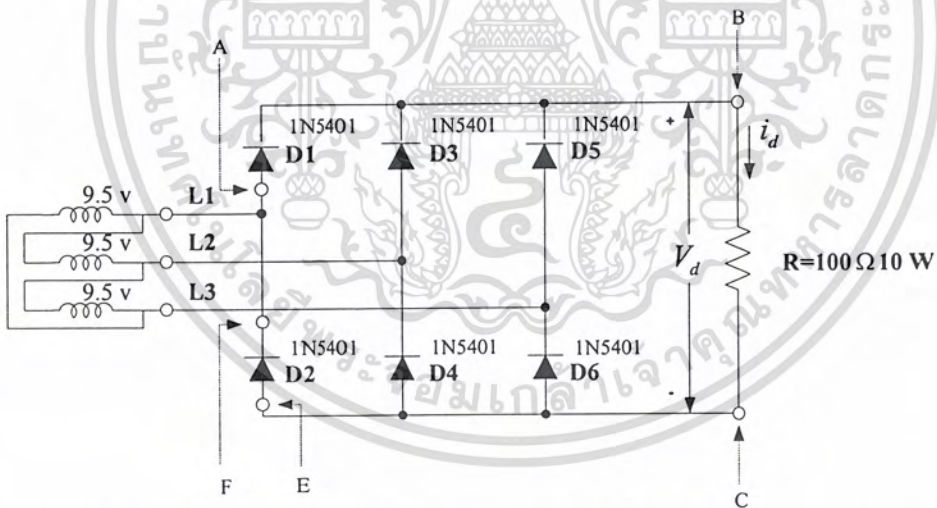 A
B
1N5401
1N5401
1N5401
D1
D3
D5
+
i_d
9.5 v
L1
L2
9.5 v
L3
9.5 v
V_d
R=100 Ω 10 W
1N5401
1N5401
1N5401
D2
D4
D6
-
F
E
C